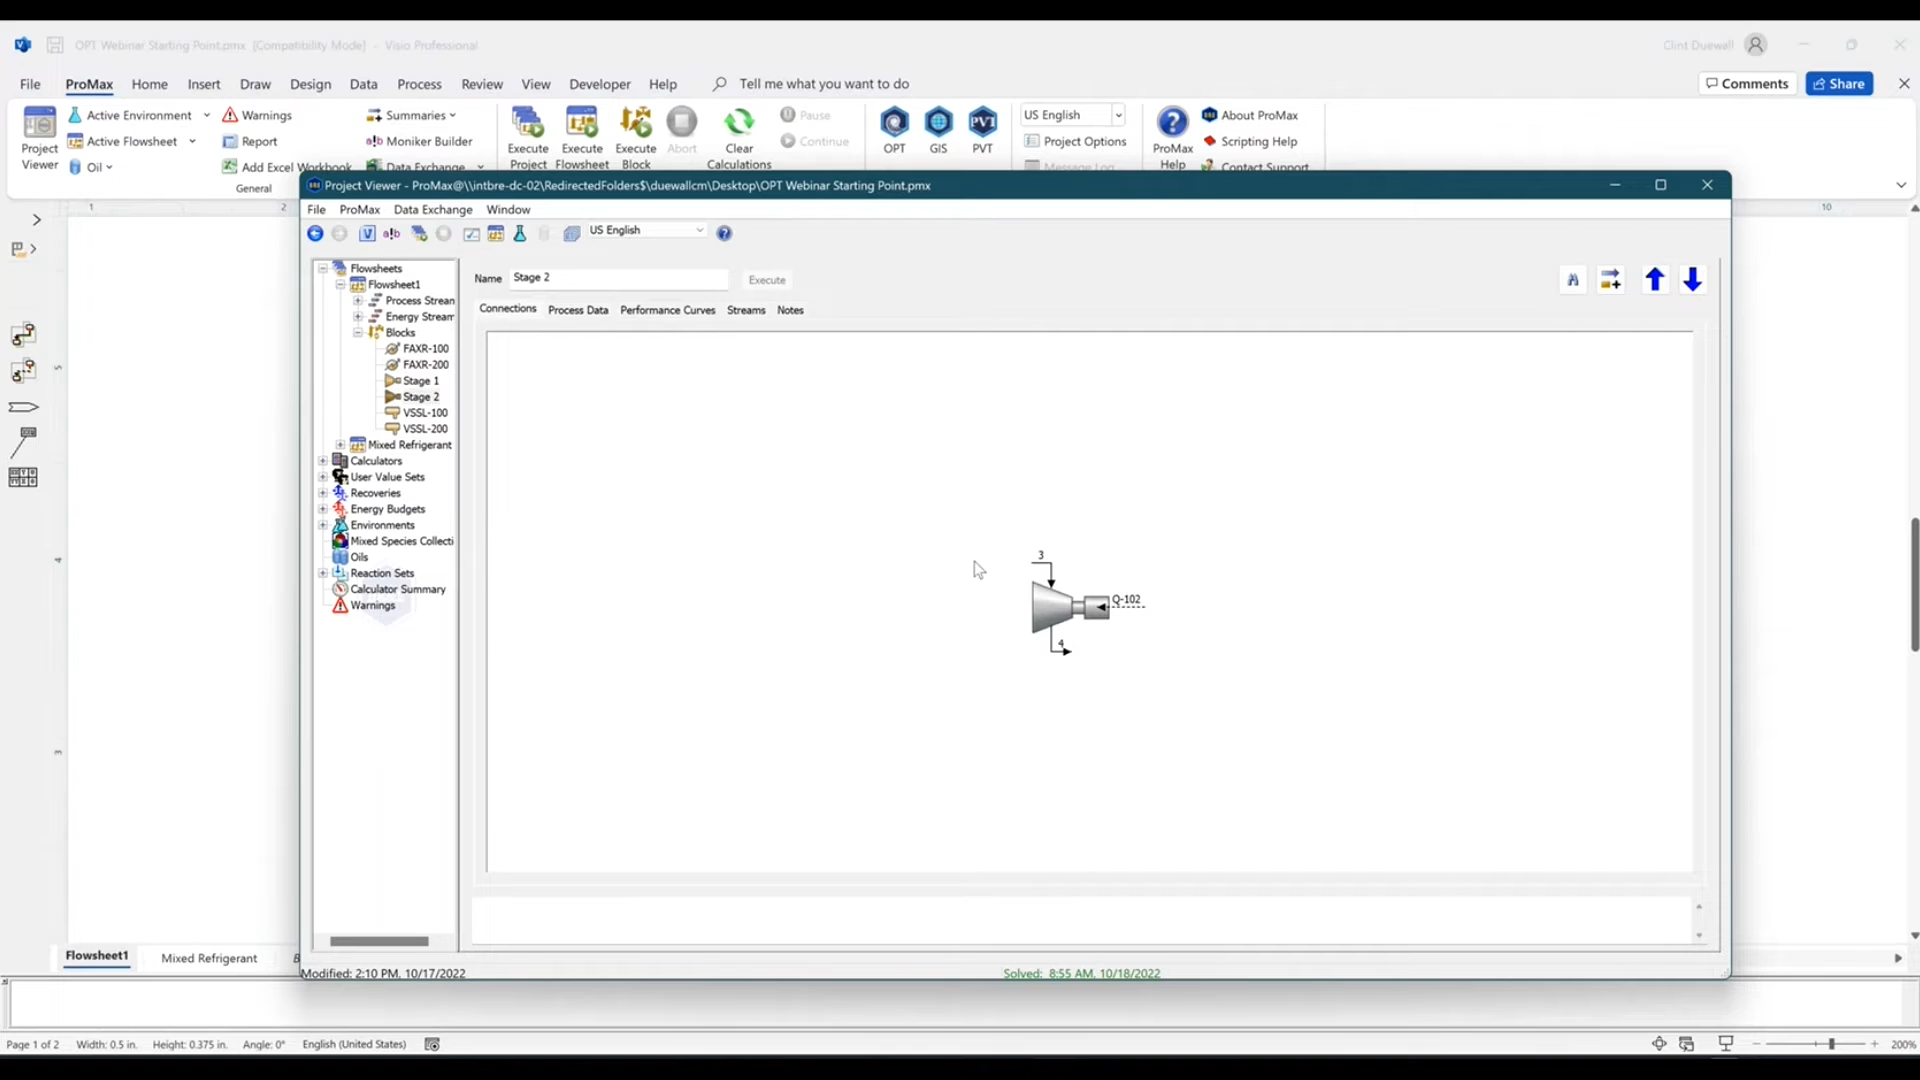 OPT Webinar Starting Point.pmx [Compatibility Mode] - Visio Professional
Clint Duewall
File ProMax Home Insert Draw Design Data Process Review View Developer Help Tell me what you want to do
Comments Share
Project Viewer
Active Environment
Active Flowsheet
Oil
Warnings
Report
Add Excel Workbook
General
Summaries
Moniker Builder
Data Exchange
Execute Project
Execute Flowsheet
Execute Block
Abort
Clear Calculations
Pause
Continue
OPT
GIS
PVT
US English
Project Options
Message Log
ProMax Help
About ProMax
Scripting Help
Contact Support
1 2 10
Project Viewer - ProMax@\\intbre-dc-02\RedirectedFolders$\duewallcm\Desktop\OPT Webinar Starting Point.pmx
File ProMax Data Exchange Window
US English
Flowsheets
Flowsheet1
Process Stream
Energy Stream
Blocks
FAXR-100
FAXR-200
Stage 1
Stage 2
VSSL-100
VSSL-200
Mixed Refrigerant
Calculators
User Value Sets
Recoveries
Energy Budgets
Environments
Mixed Species Collecti
Oils
Reaction Sets
Calculator Summary
Warnings
Name Stage 2 Execute
Connections Process Data Performance Curves Streams Notes
3
Q-102
4
5
4
3
Flowsheet1 Mixed Refrigerant
Modified: 2:10 PM, 10/17/2022
Solved: 8:55 AM, 10/18/2022
Page 1 of 2 Width: 0.5 in. Height: 0.375 in. Angle: 0° English (United States)
200%